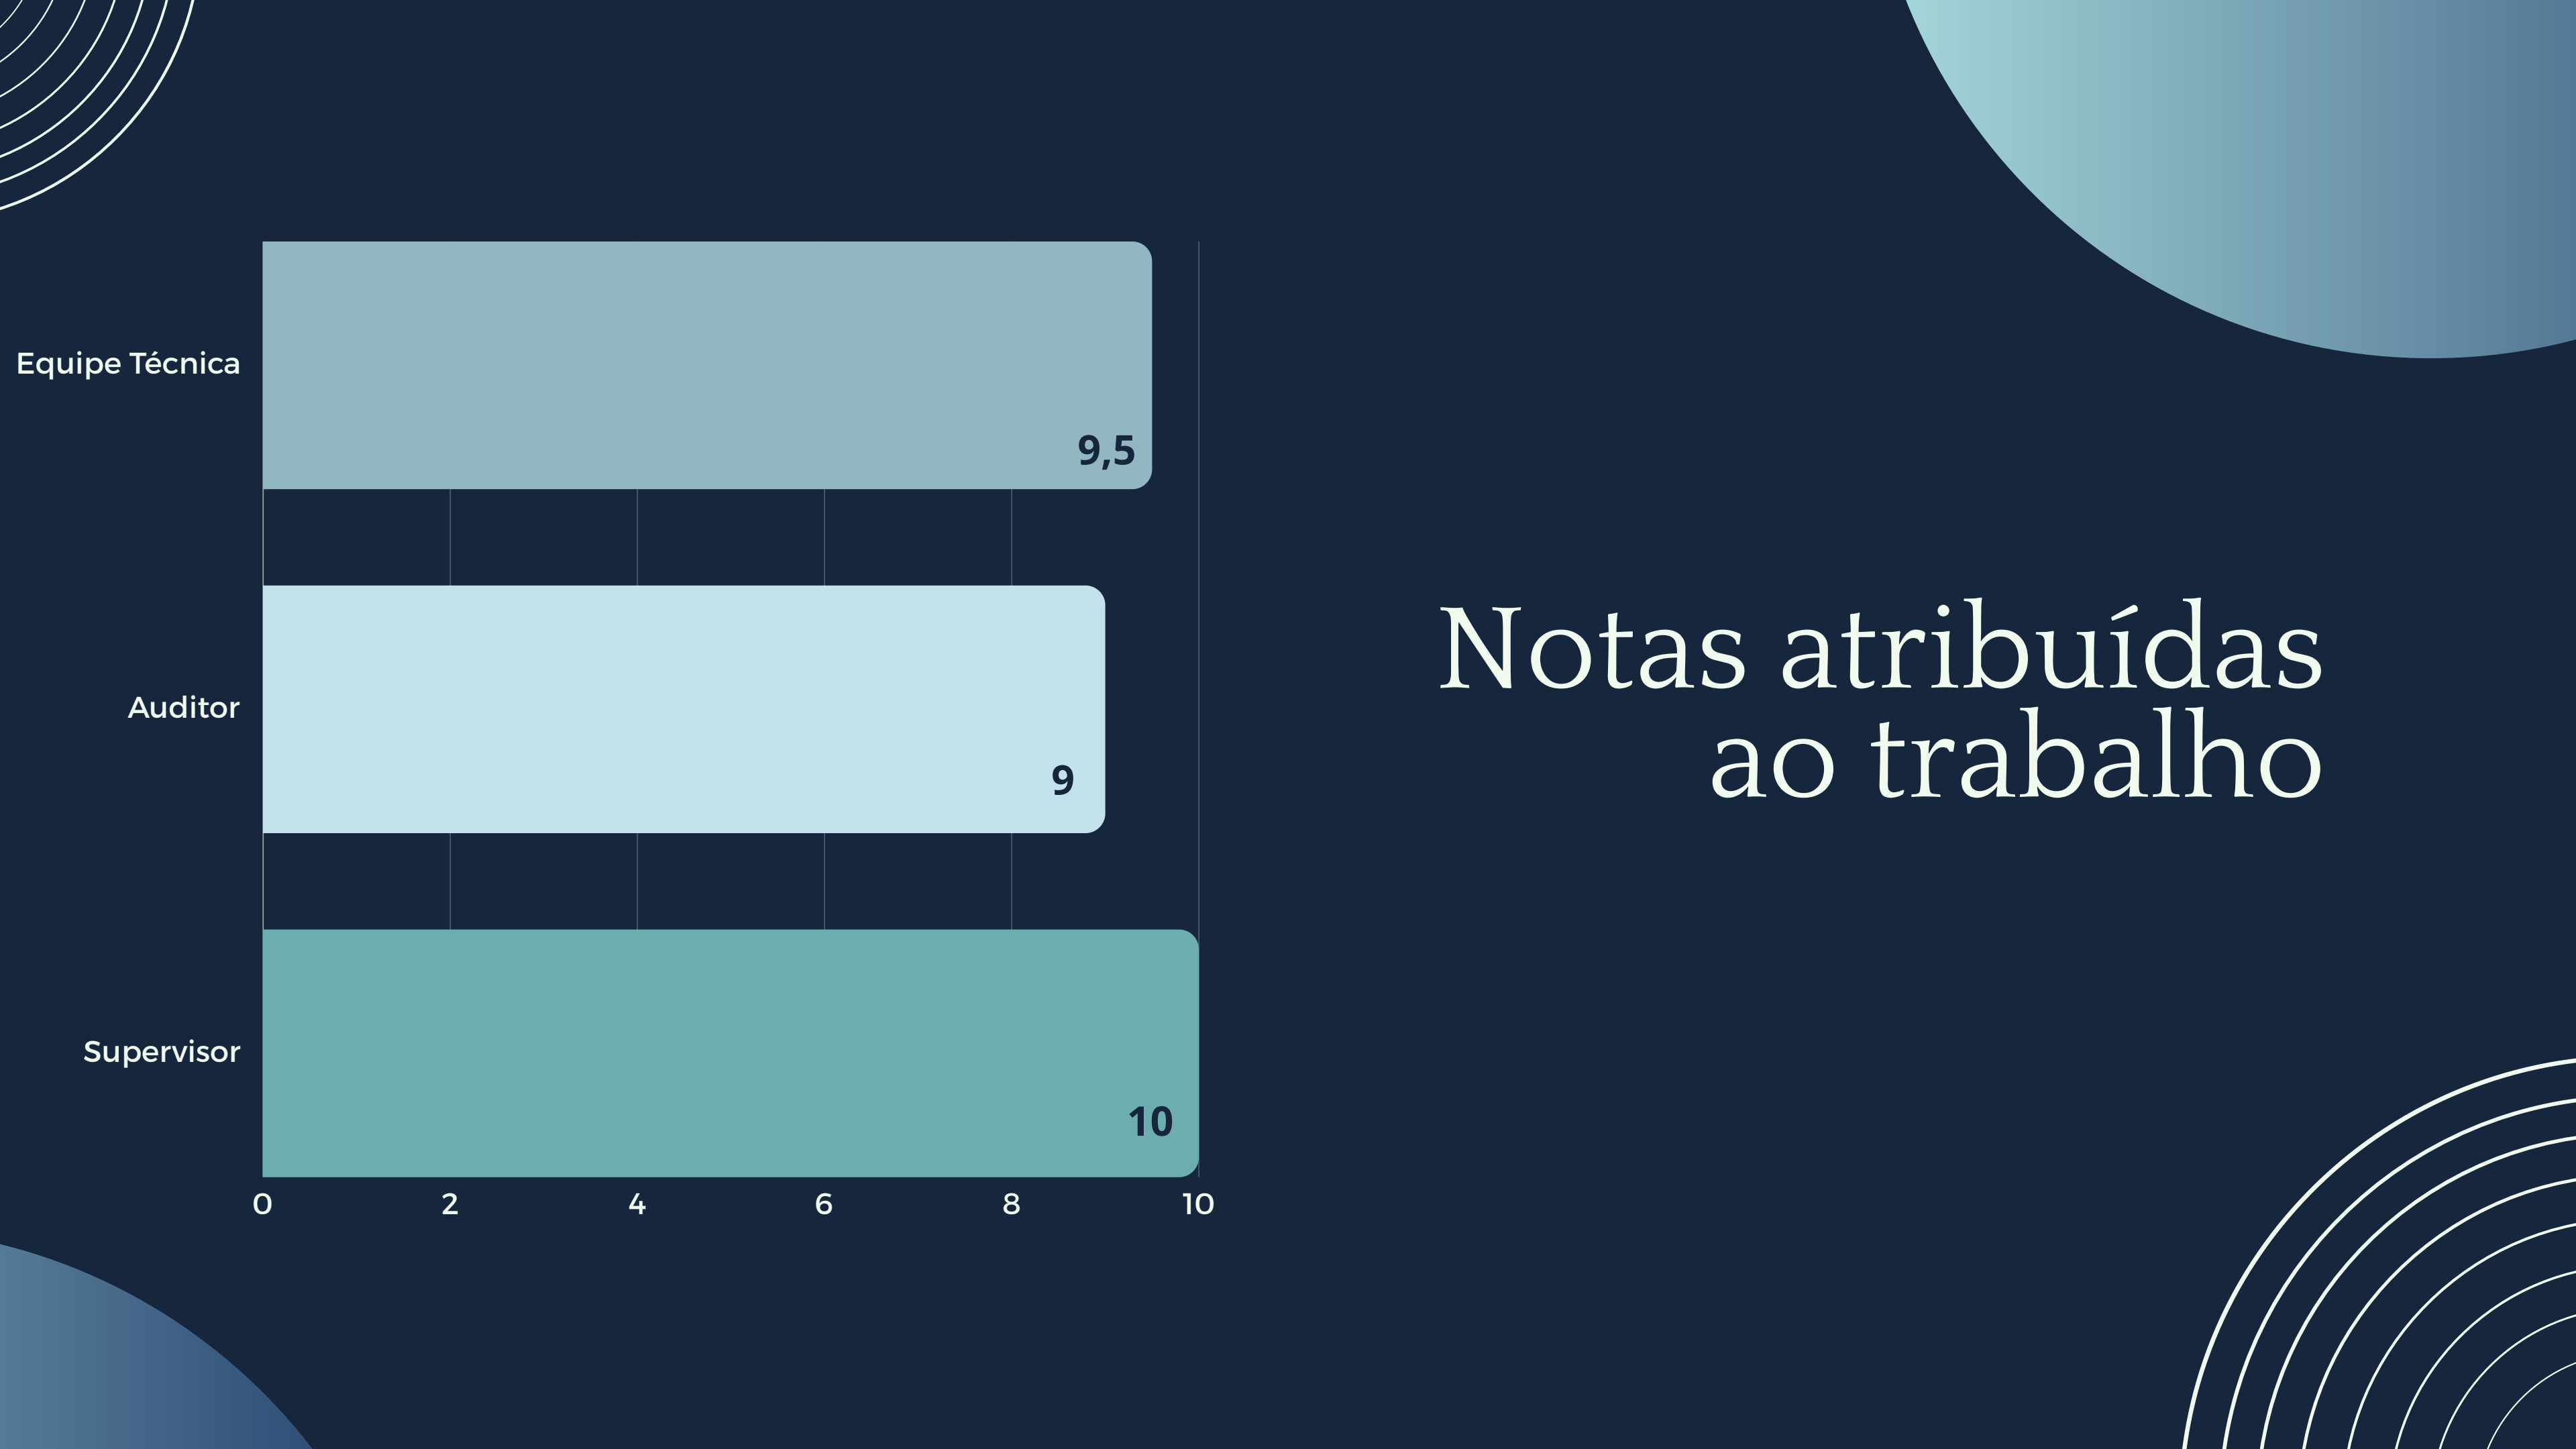 Equipe Técnica
9,5
Auditor
9
Supervisor
10
0 2 4 6 8 10
Notas atribuídas
ao trabalho